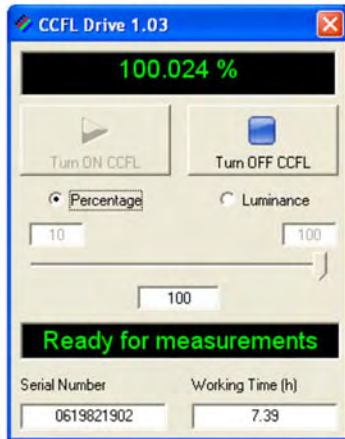 CCFL Drive 1.03
100.024 %
Turn ON CCFL Turn OFF CCFL
Percentage Luminance
10 100
100
Ready for measurements
Serial Number Working Time (h)
0619821902 7.39